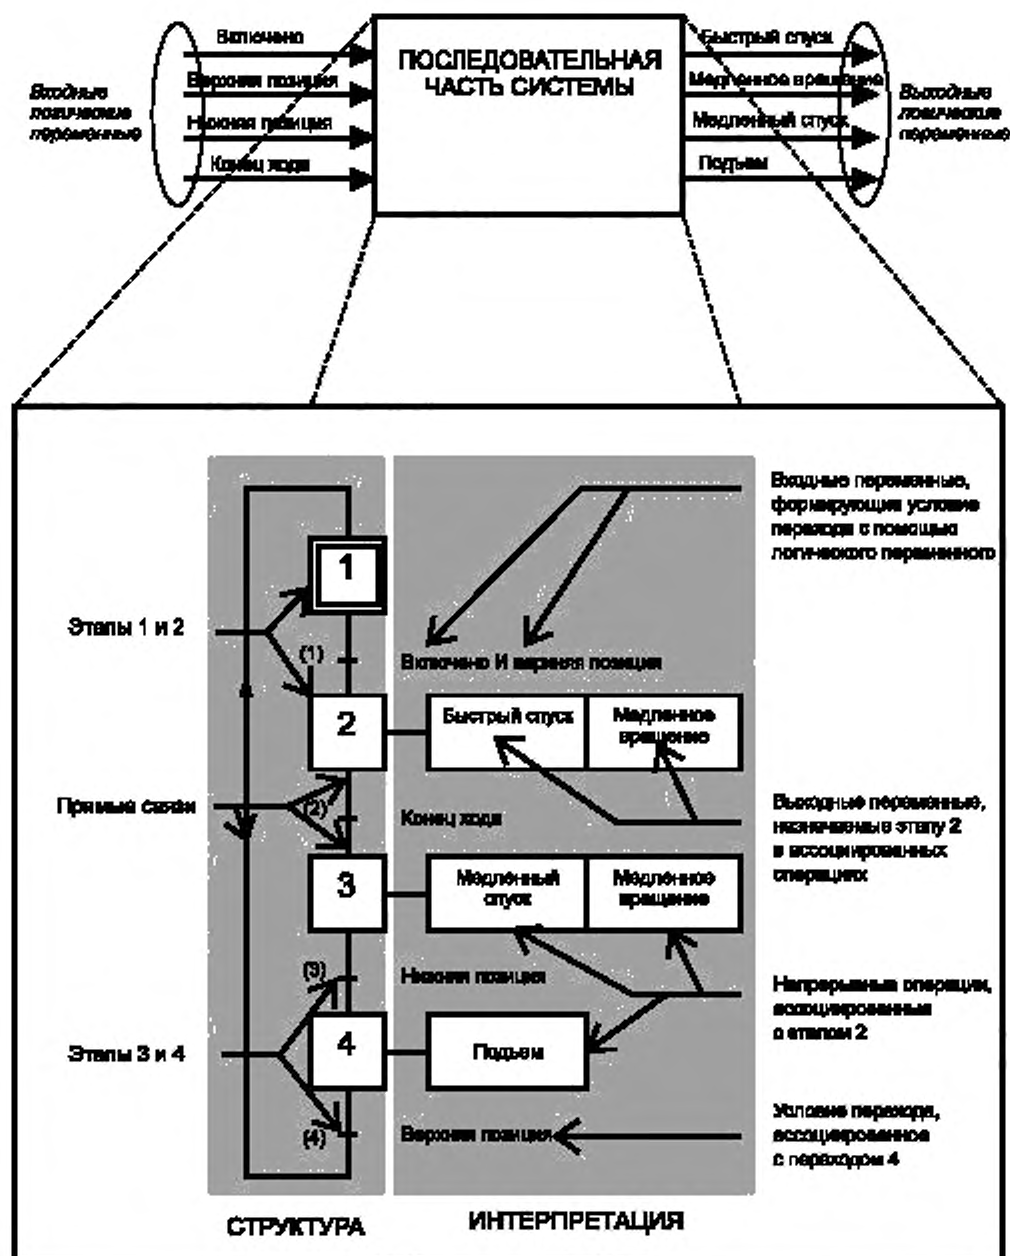 Включено
Верхняя позиция
Нижняя позиция
Конец хода
Входные
логические
переменные
ПОСЛЕДОВАТЕЛЬНАЯ
ЧАСТЬ СИСТЕМЫ
Быстрый спуск
Медленное вращение
Медленный спуск
Подъем
Выходные
логические
переменные
Входные переменные,
формирующие условие
перехода с помощью
логического переменного
1
Этапы 1 и 2
(1)
Включено И верхняя позиция
2
Быстрый спуск
Медленное
вращение
Прямые связи
(2)
Конец хода
Выходные переменные,
назначаемые этапу 2
в ассоциированных
операциях
3
Медленный
спуск
Медленное
вращение
(3)
Нижняя позиция
Непрерывные операции,
ассоциированные
с этапом 2
Этапы 3 и 4
4
Подъем
(4)
Верхняя позиция
Условие перехода,
ассоциированное
с переходом 4
СТРУКТУРА
ИНТЕРПРЕТАЦИЯ